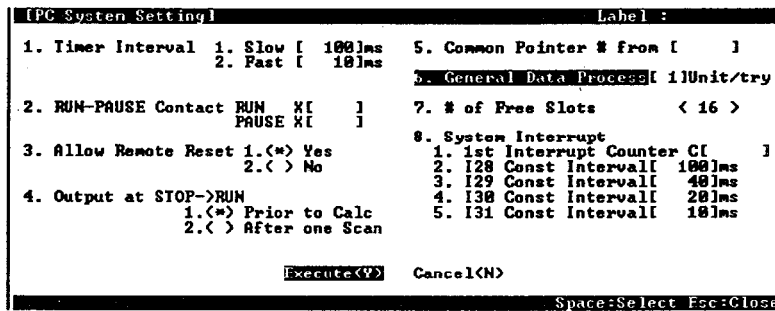 [PC System Setting] Label :
1. Timer Interval 1. Slow [ 100]ms
2. Fast [ 10]ms
2. RUN-PAUSE Contact RUN X[ ]
PAUSE X[ ]
3. Allow Remote Reset 1.(*) Yes
2.( ) No
4. Output at STOP->RUN
1.(*) Prior to Calc
2.( ) After one Scan
5. Common Pointer # from [ ]
6. General Data Process[ 1]Unit/try
7. # of Free Slots < 16 >
8. System Interrupt
1. 1st Interrupt Counter C[ ]
2. I28 Const Interval[ 100]ms
3. I29 Const Interval[ 40]ms
4. I30 Const Interval[ 20]ms
5. I31 Const Interval[ 10]ms
Execute(Y) Cancel(N)
Space:Select Esc:Close